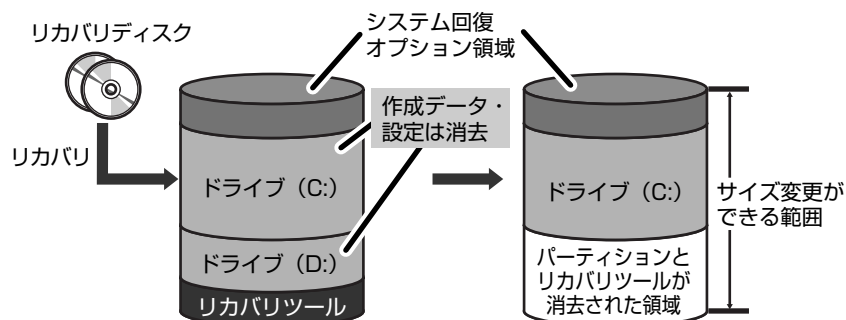 リカバリディスク
システム回復
オプション領域
作成データ・
設定は消去
リカバリ
ドライブ（C:）
ドライブ（D:）
リカバリツール
ドライブ（C:）
パーティションと
リカバリツールが
消去された領域
サイズ変更が
できる範囲